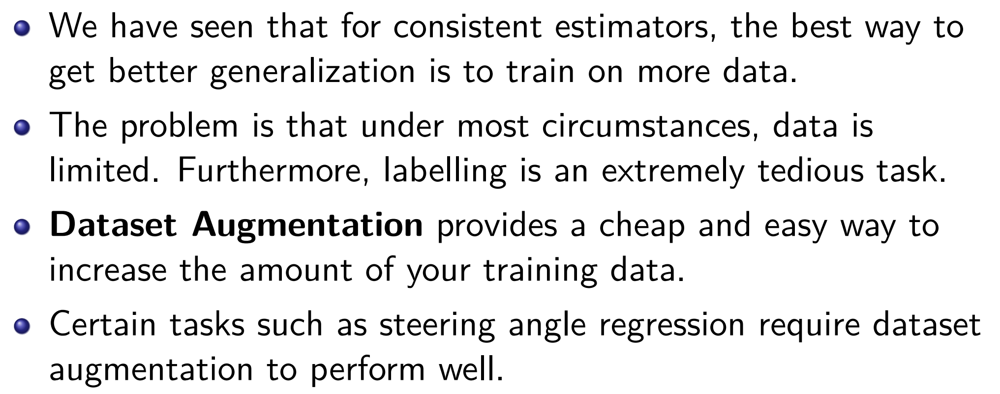 We have seen that for consistent estimators, the best way to
get better generalization is to train on more data.
The problem is that under most circumstances, data is
limited. Furthermore, labelling is an extremely tedious task.
Dataset Augmentation provides a cheap and easy way to
increase the amount of your training data.
Certain tasks such as steering angle regression require dataset
augmentation to perform well.